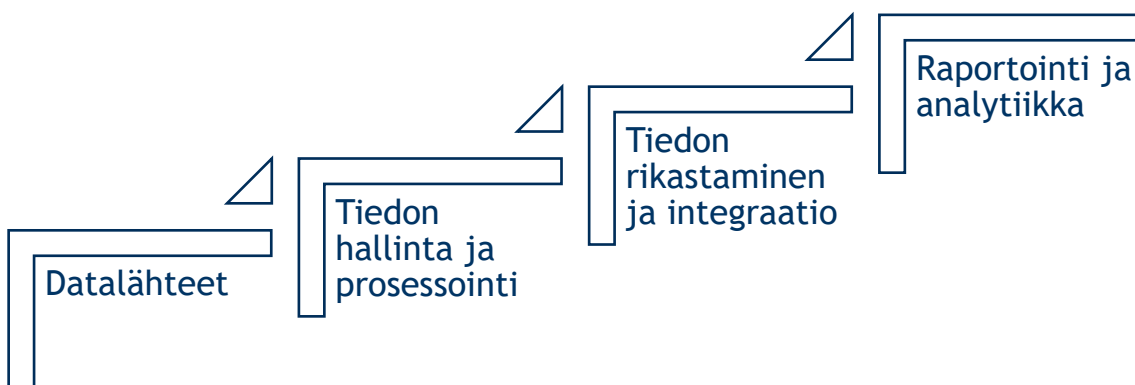 Datalähteet
Tiedon
hallinta ja
prosessointi
Tiedon
rikastaminen
ja integraatio
Raportointi ja
analytiikka